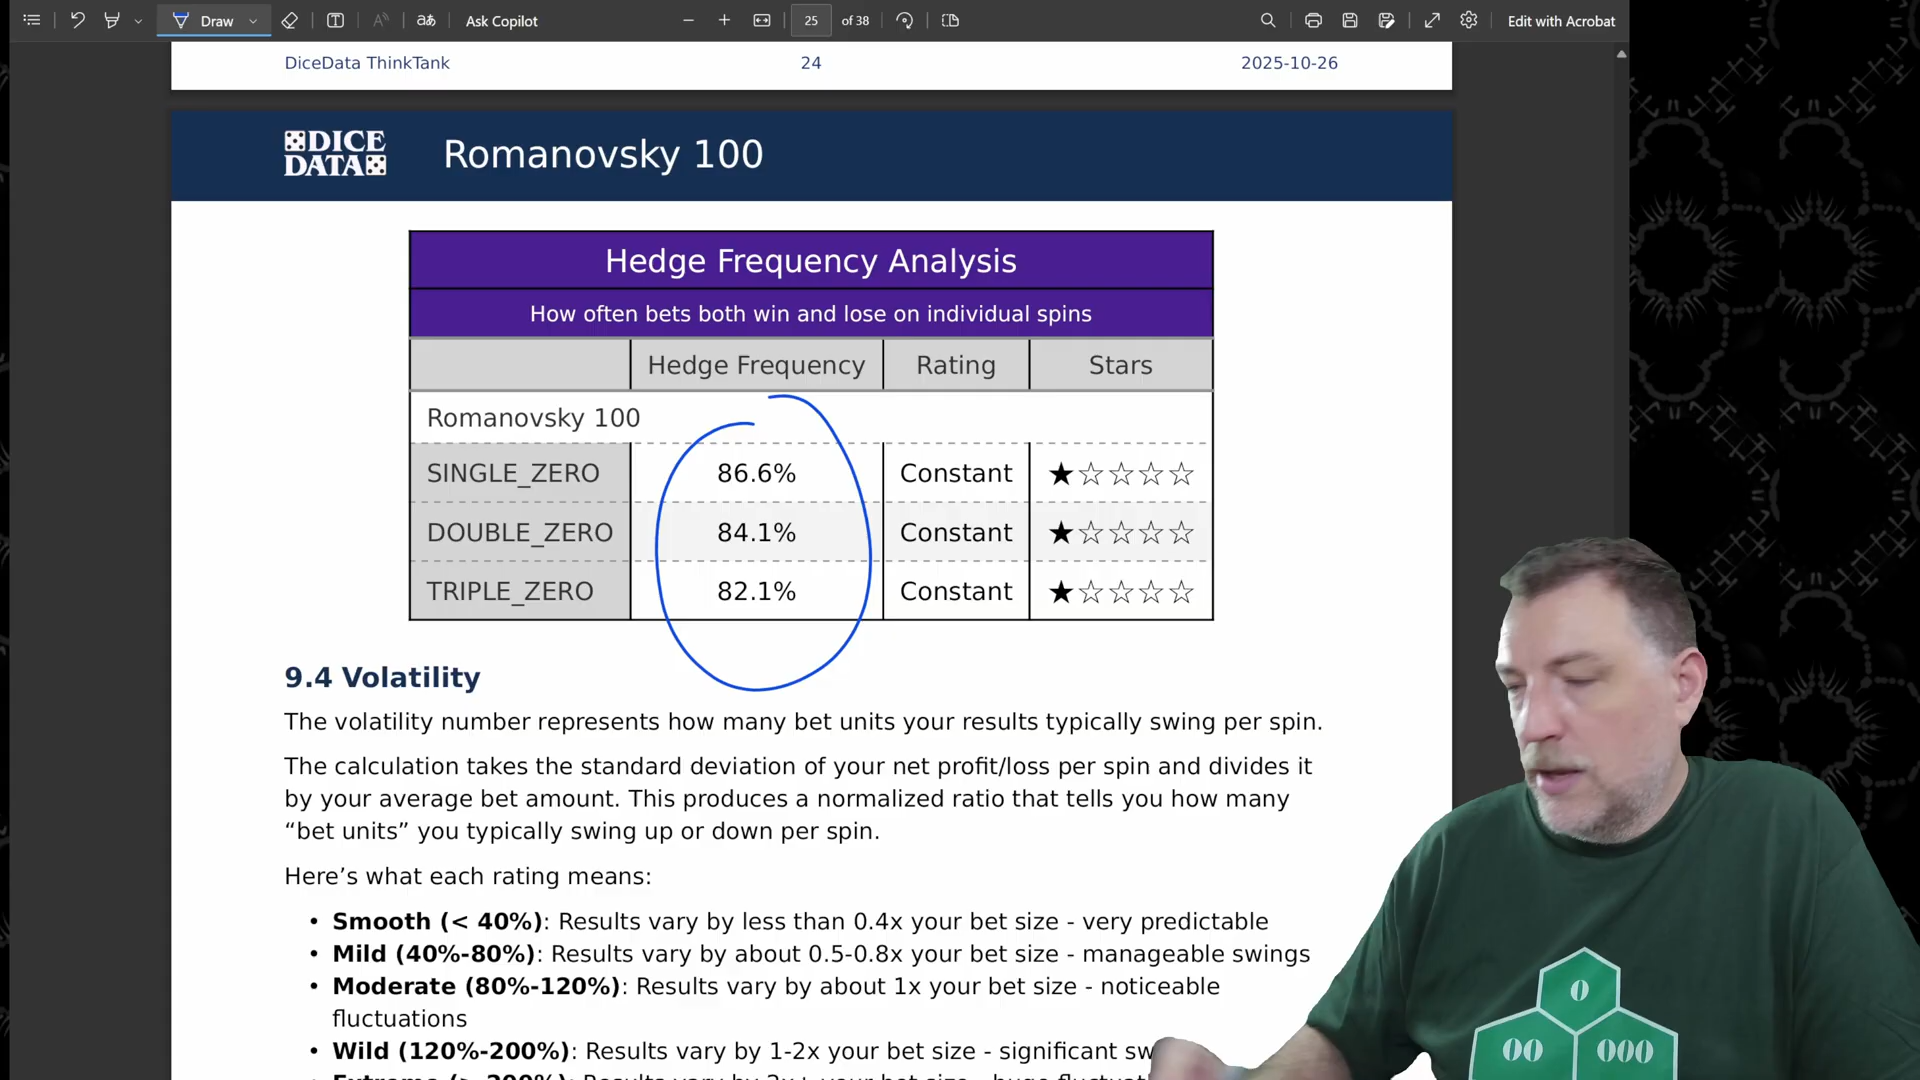 Draw
Ask Copilot
25 of 38
Edit with Acrobat
DiceData ThinkTank 24 2025-10-26
DICE
DATA
Romanovsky 100
Hedge Frequency Analysis
How often bets both win and lose on individual spins
Hedge Frequency Rating Stars
Romanovsky 100
SINGLE_ZERO 86.6% Constant ★☆☆☆☆
DOUBLE_ZERO 84.1% Constant ★☆☆☆☆
TRIPLE_ZERO 82.1% Constant ★☆☆☆☆
9.4 Volatility
The volatility number represents how many bet units your results typically swing per spin.
The calculation takes the standard deviation of your net profit/loss per spin and divides it
by your average bet amount. This produces a normalized ratio that tells you how many
“bet units” you typically swing up or down per spin.
Here’s what each rating means:
• Smooth (< 40%): Results vary by less than 0.4x your bet size - very predictable
• Mild (40%-80%): Results vary by about 0.5-0.8x your bet size - manageable swings
• Moderate (80%-120%): Results vary by about 1x your bet size - noticeable
fluctuations
• Wild (120%-200%): Results vary by 1-2x your bet size - significant
0
00 000